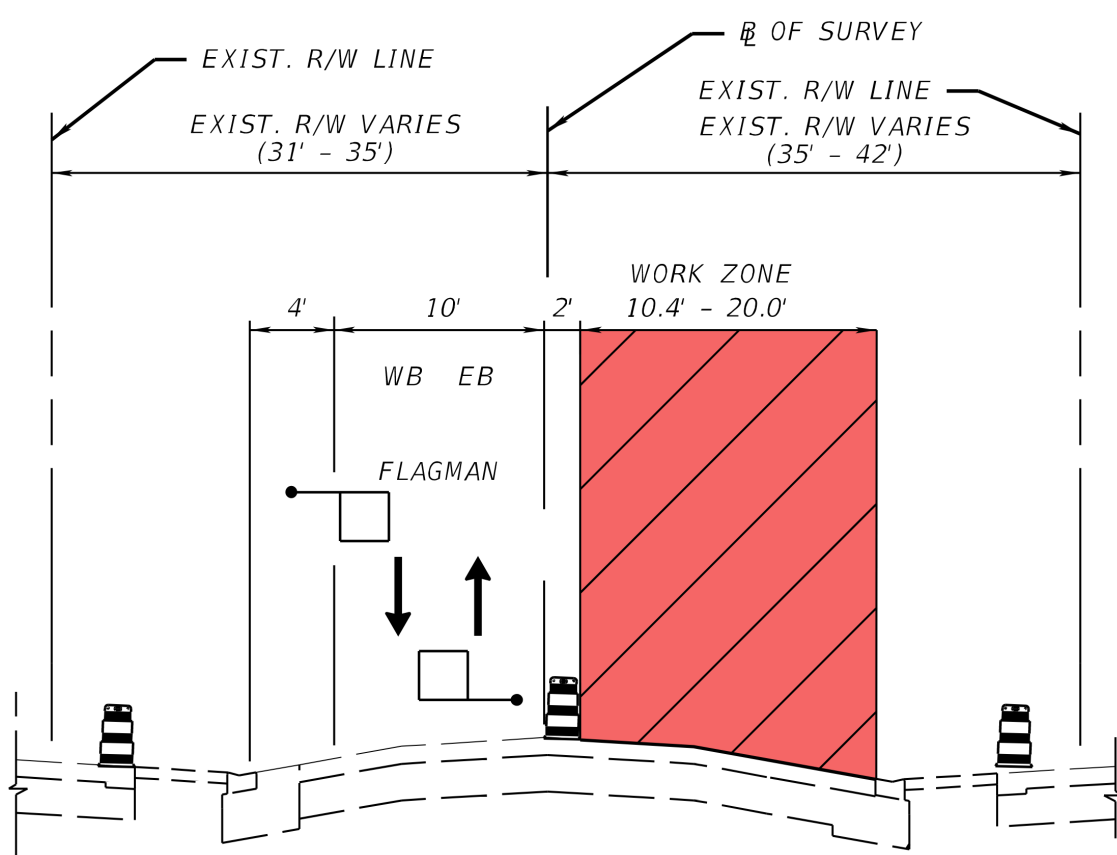 ℄ OF SURVEY
EXIST. R/W LINE
EXIST. R/W LINE
EXIST. R/W VARIES
(31' - 35')
EXIST. R/W VARIES
(35' - 42')
WORK ZONE
4'
10'
2'
10.4' - 20.0'
WB EB
FLAGMAN